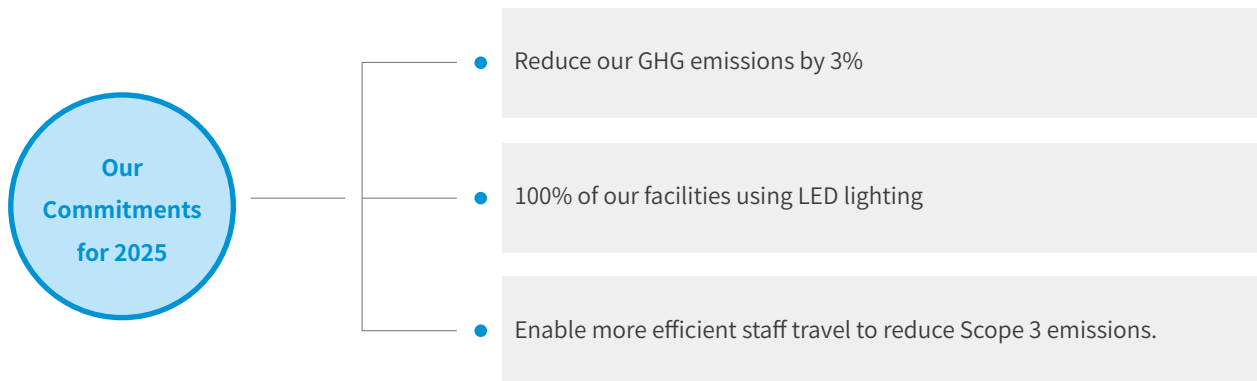 Our
Commitments
for 2025
Reduce our GHG emissions by 3%
100% of our facilities using LED lighting
Enable more efficient staff travel to reduce Scope 3 emissions.